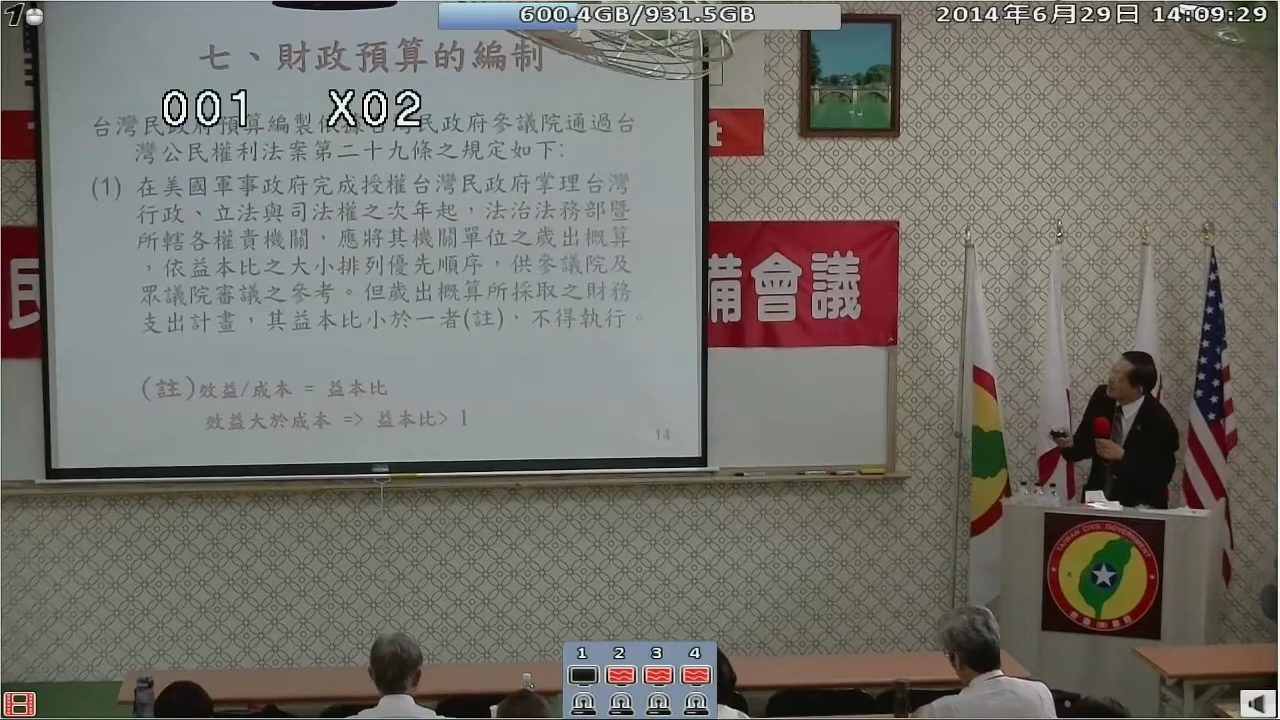 1
600.4GB/931.5GB
2014年6月29日 14:09:29
七、財政預算的編制
001 X02
台灣民政府預算編製依據台灣民政府參議院通過台
灣公民權利法案第二十九條之規定如下:
(1) 在美國軍事政府完成授權台灣民政府掌理台灣
行政、立法與司法權之次年起，法治法務部暨
所轄各權責機關，應將其機關單位之歲出概算
，依益本比之大小排列優先順序，供參議院及
眾議院審議之參考。但歲出概算所採取之財務
支出計畫，其益本比小於一者(註)，不得執行。
(註)效益/成本 = 益本比
效益大於成本 => 益本比> 1
14
t
民
備會議
TAIWAN CIVIL GOVERNMENT
1 2 3 4